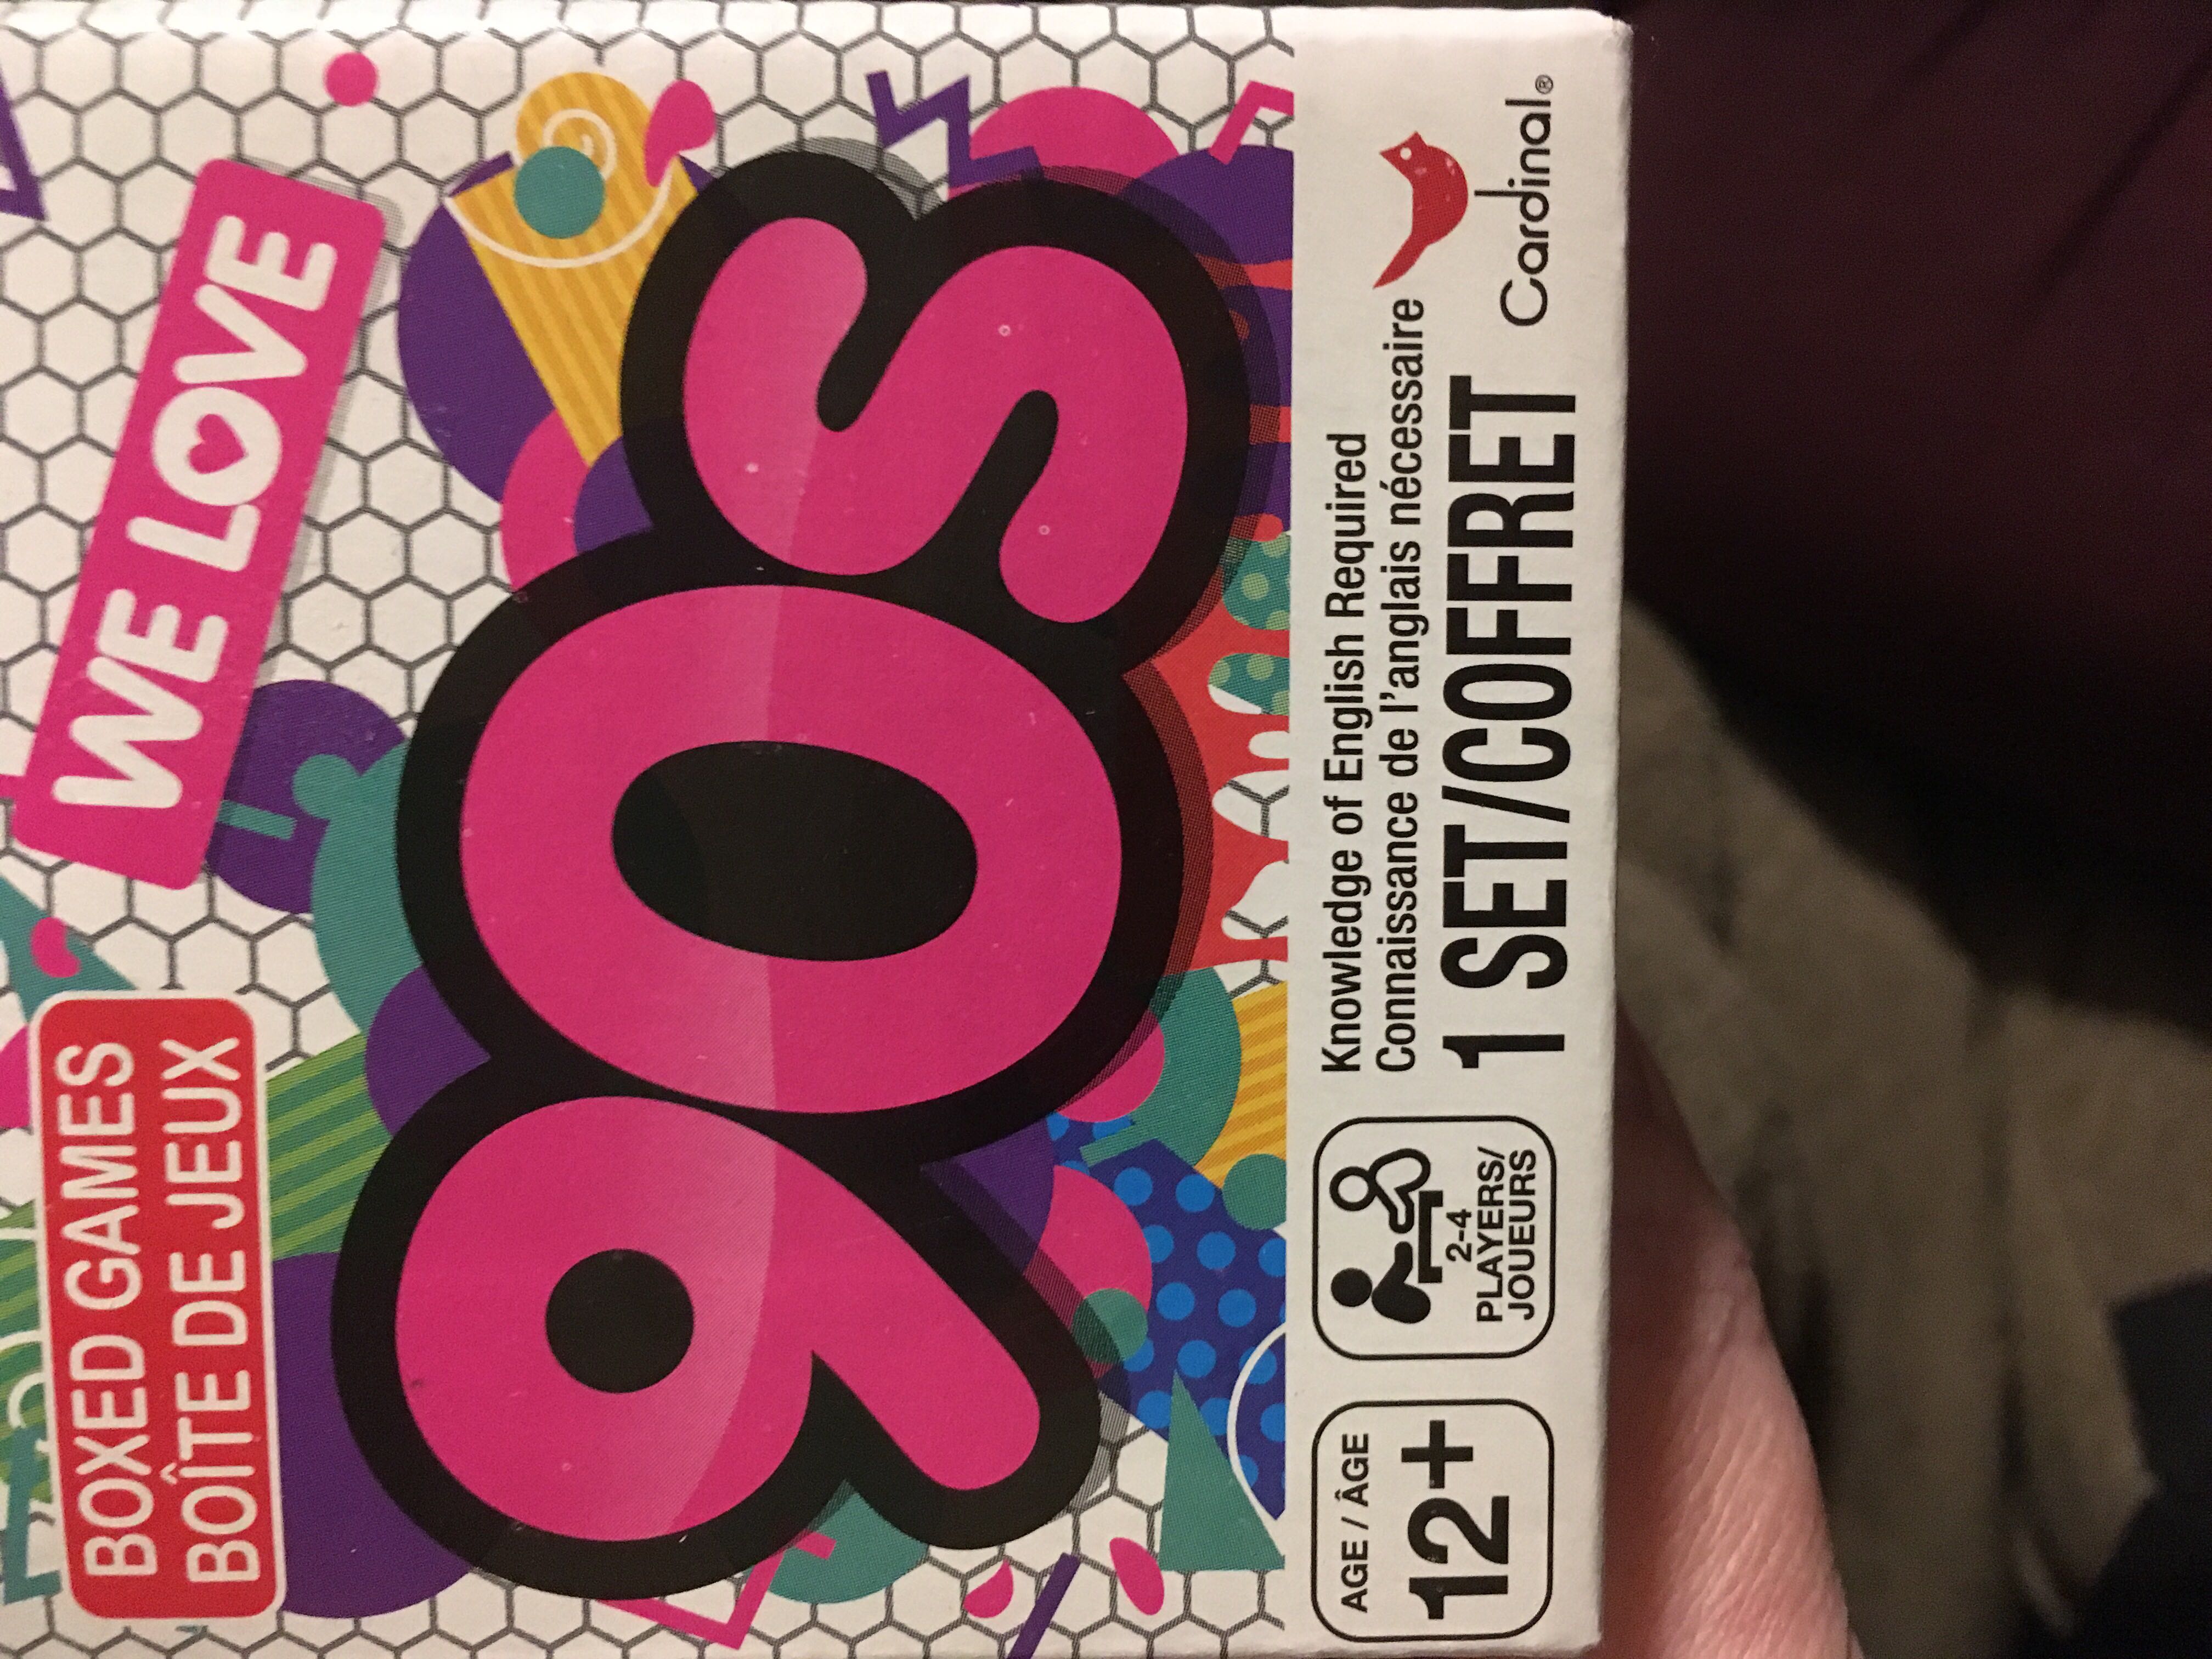 BOXED GAMES
BOÎTE DE JEUX
WE LOVE
90s
AGE / ÂGE
12+
2-4
PLAYERS/
JOUEURS
Knowledge of English Required
Connaissance de l'anglais nécessaire
1 SET/COFFRET
Cardinal®